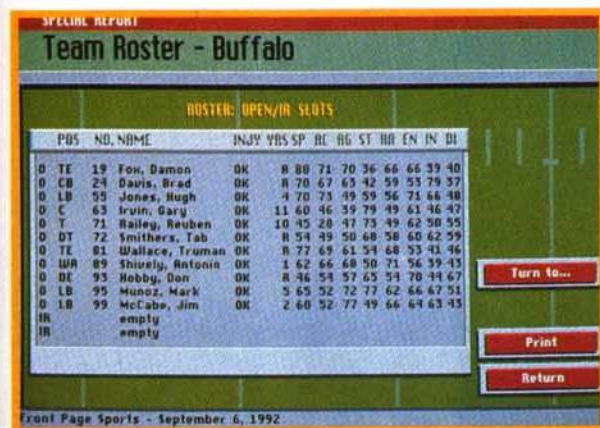 SPECIAL REPORT
Team Roster - Buffalo
ROSTER: OPEN/IR SLOTS
POS NO. NAME INJY YRS SP AC AG ST HA EN IN DI
O TE 19 Fox, Damon OK R 80 71 70 36 66 66 39 40
O CB 24 Davis, Brad OK R 70 67 63 42 59 53 79 37
O LB 55 Jones, Hugh OK 4 70 73 49 59 56 71 66 48
O C 63 Irvin, Gary OK 11 60 46 39 79 49 61 46 47
O T 71 Railey, Reuben OK 10 45 28 47 73 49 62 50 55
O DT 72 Smithers, Tab OK R 54 49 50 68 58 60 62 59
O TE 81 Wallace, Truman OK R 77 69 61 54 68 53 41 46
O WR 89 Shively, Antonio OK 1 62 66 68 50 71 56 39 43
O DE 93 Hobby, Don OK R 46 54 57 65 54 70 44 67
O LB 95 Munoz, Mark OK 5 65 52 72 77 62 66 67 51
O LB 99 McCabe, Jim OK 2 60 52 77 49 66 64 63 43
IR empty
IR empty
Turn to...
Print
Return
Front Page Sports - September 6, 1992